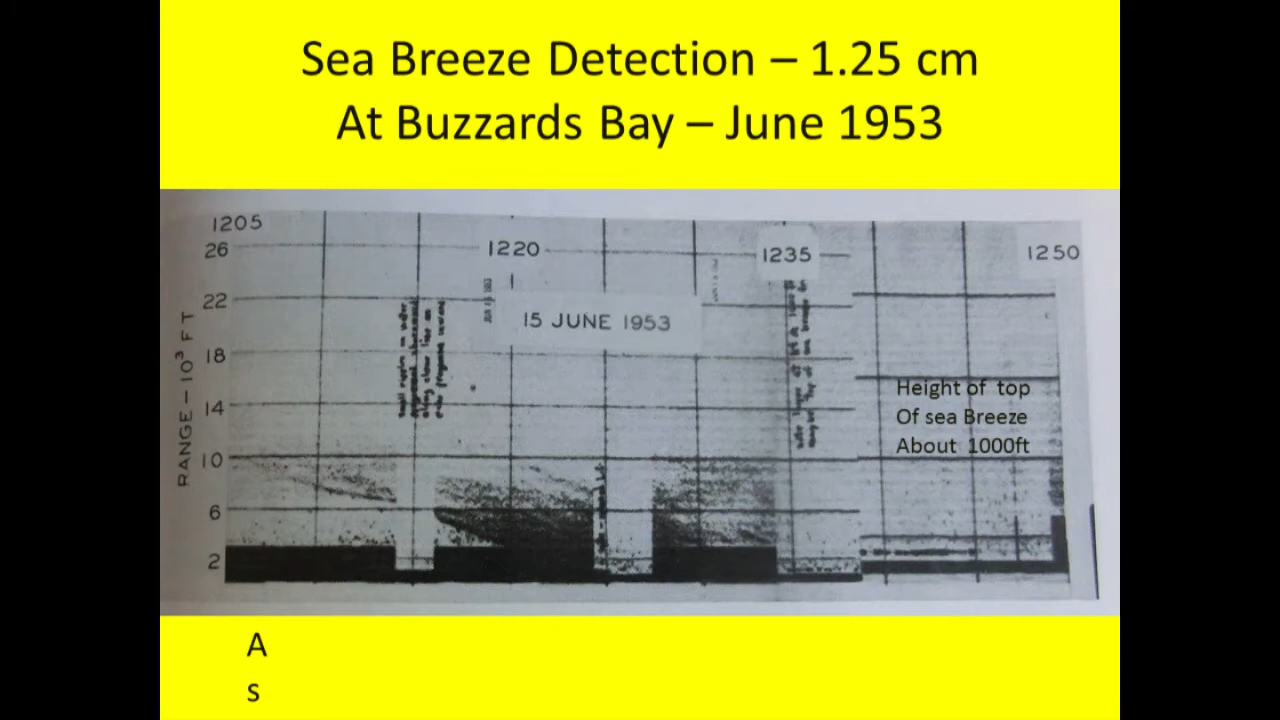 Sea Breeze Detection – 1.25 cm
At Buzzards Bay – June 1953
1205
1220
1235
1250
26
22
18
14
10
6
2
RANGE – 10³ FT
15 JUNE 1953
Height of top
Of sea Breeze
About 1000ft
A
s